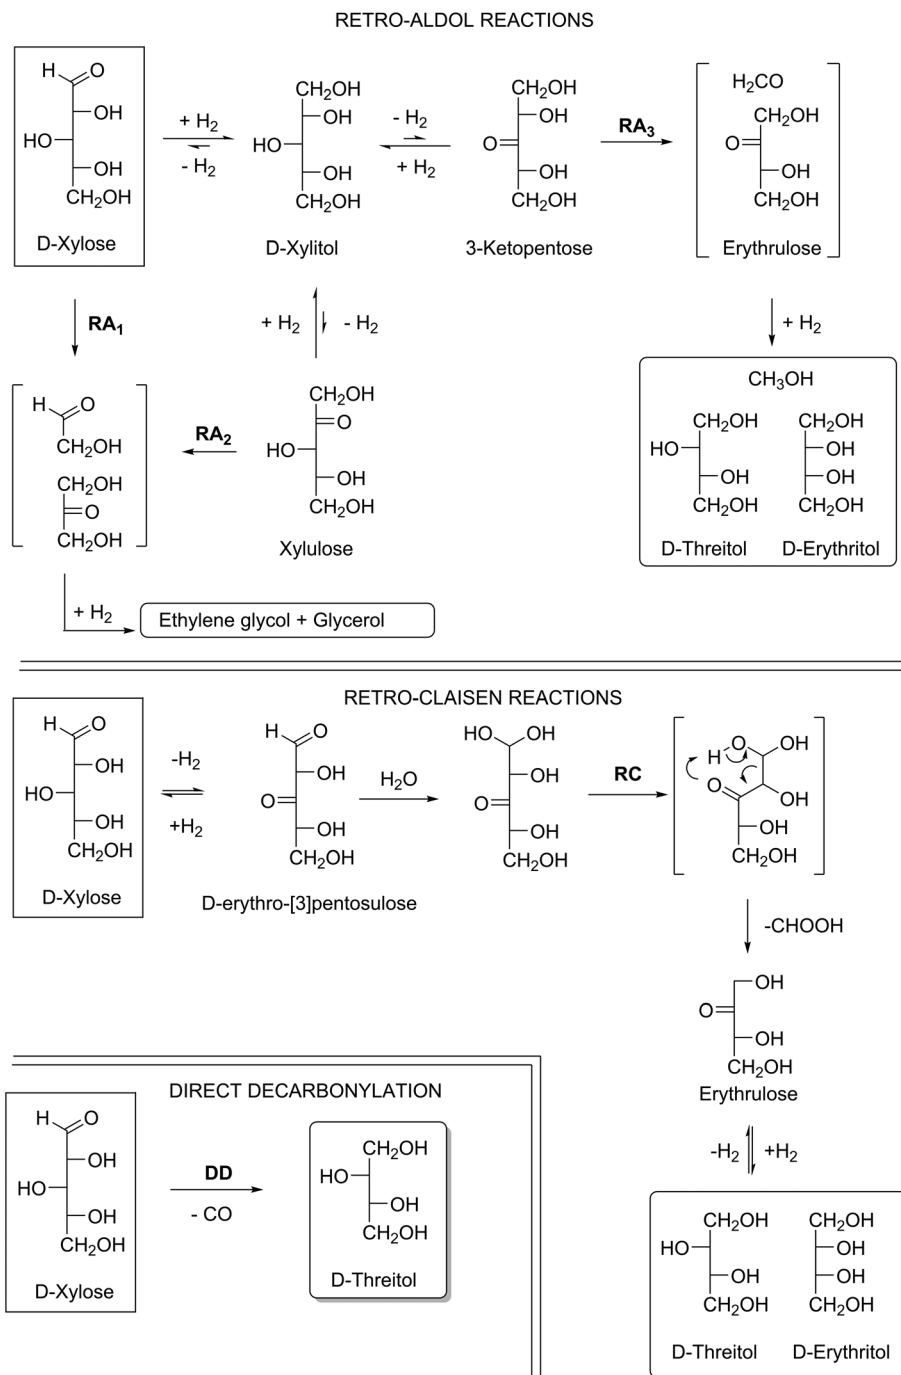 RETRO-ALDOL REACTIONS
H O
OH
HO
OH
CH2OH
D-Xylose
+ H2
- H2
CH2OH
OH
HO
OH
CH2OH
D-Xylitol
- H2
+ H2
CH2OH
OH
O
OH
CH2OH
3-Ketopentose
RA3
H2CO
CH2OH
O
OH
CH2OH
Erythrulose
RA1
+ H2
- H2
+ H2
H O
CH2OH
CH2OH
O
CH2OH
RA2
CH2OH
O
HO
OH
CH2OH
Xylulose
CH3OH
CH2OH
HO
OH
CH2OH
D-Threitol
CH2OH
OH
OH
CH2OH
D-Erythritol
+ H2
Ethylene glycol + Glycerol
RETRO-CLAISEN REACTIONS
H O
OH
HO
OH
CH2OH
D-Xylose
-H2
+H2
H O
OH
O
OH
CH2OH
D-erythro-[3]pentosulose
H2O
HO OH
OH
O
OH
CH2OH
RC
H O OH
O
OH
OH
CH2OH
-CHOOH
OH
O
OH
CH2OH
Erythrulose
-H2 +H2
CH2OH
HO
OH
CH2OH
D-Threitol
CH2OH
OH
OH
CH2OH
D-Erythritol
DIRECT DECARBONYLATION
H O
OH
HO
OH
CH2OH
D-Xylose
DD
- CO
CH2OH
HO
OH
CH2OH
D-Threitol